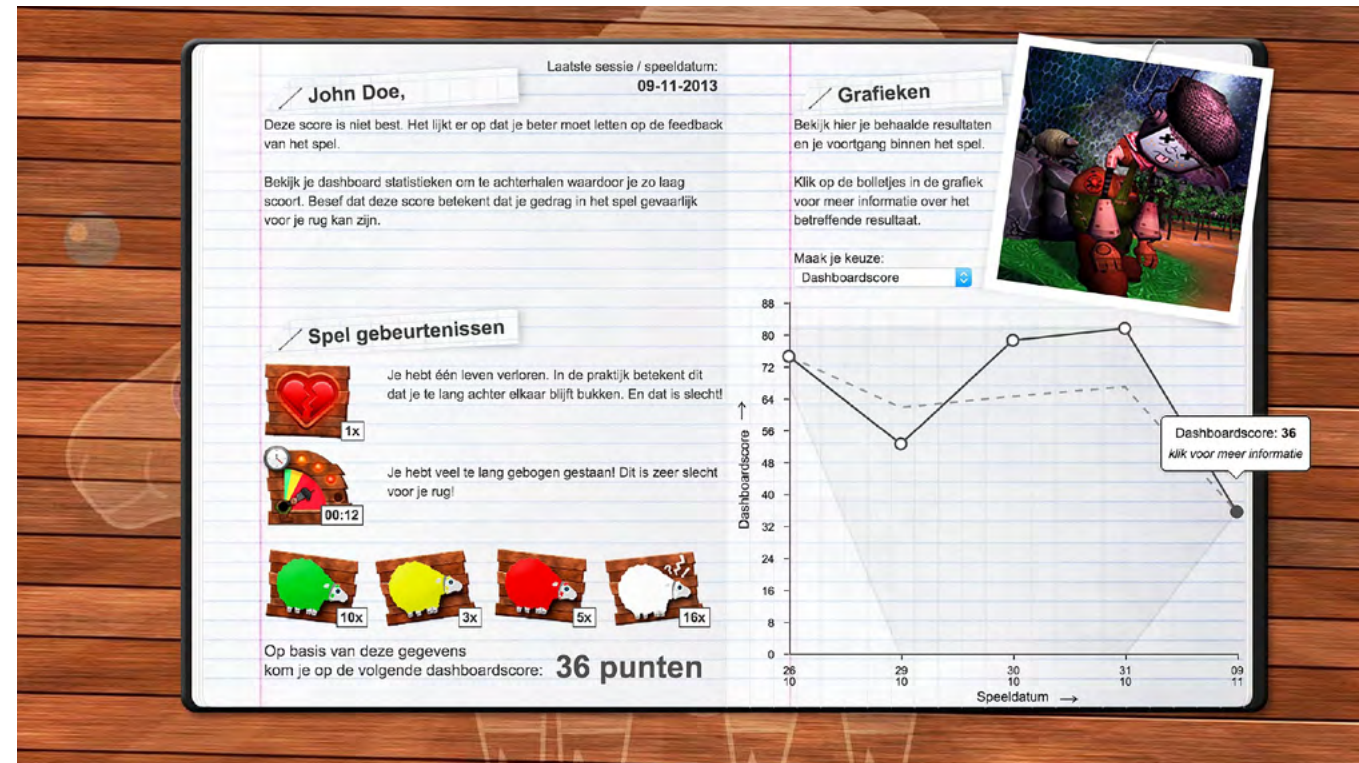 Laatste sessie / speeldatum:
09-11-2013
John Doe,
Deze score is niet best. Het lijkt er op dat je beter moet letten op de feedback
van het spel.
Bekijk je dashboard statistieken om te achterhalen waardoor je zo laag
scoort. Besef dat deze score betekent dat je gedrag in het spel gevaarlijk
voor je rug kan zijn.
Spel gebeurtenissen
Je hebt één leven verloren. In de praktijk betekent dit
dat je te lang achter elkaar blijft bukken. En dat is slecht!
1x
Je hebt veel te lang gebogen gestaan! Dit is zeer slecht
voor je rug!
00:12
10x
3x
5x
16x
Op basis van deze gegevens
kom je op de volgende dashboardscore: 36 punten
Grafieken
Bekijk hier je behaalde resultaten
en je voortgang binnen het spel.
Klik op de bolletjes in de grafiek
voor meer informatie over het
betreffende resultaat.
Maak je keuze:
Dashboardscore
88
80
72
64
56
48
40
32
24
16
8
0
Dashboardscore →
Dashboardscore: 36
klik voor meer informatie
26 29 30 31 09
10 10 10 10 11
Speeldatum →